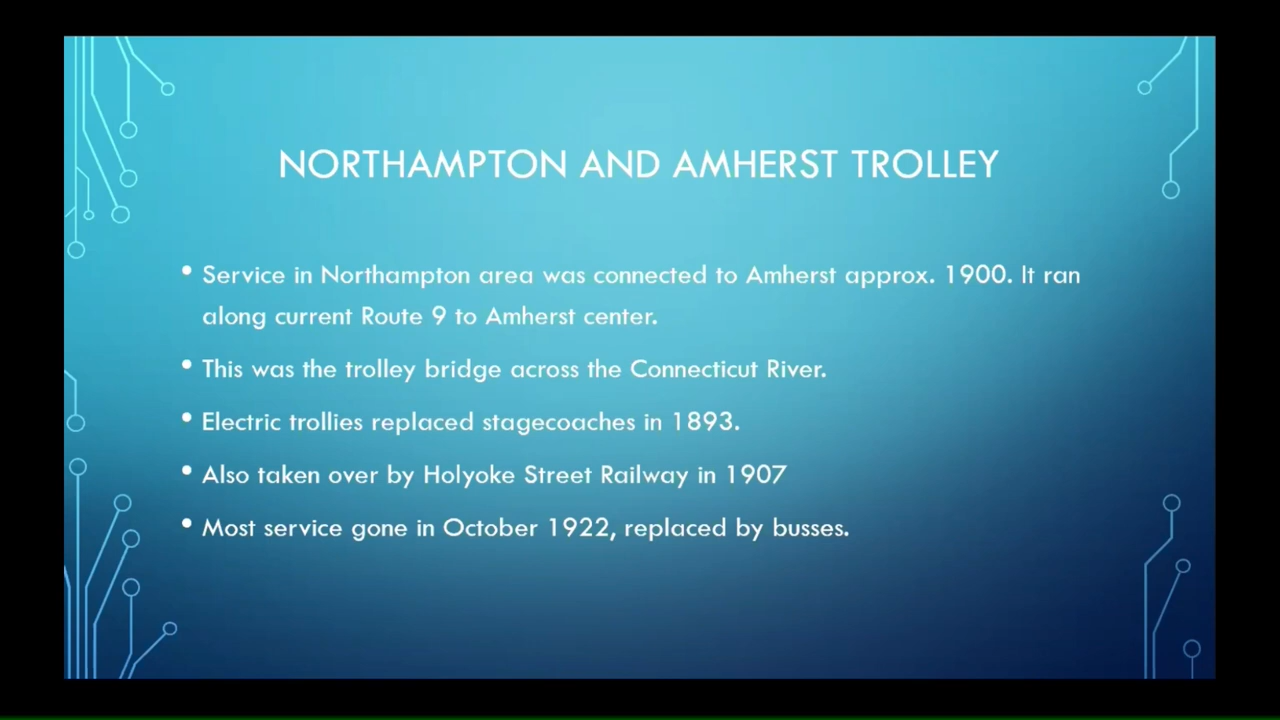 NORTHAMPTON AND AMHERST TROLLEY
• Service in Northampton area was connected to Amherst approx. 1900. It ran
along current Route 9 to Amherst center.
• This was the trolley bridge across the Connecticut River.
• Electric trollies replaced stagecoaches in 1893.
• Also taken over by Holyoke Street Railway in 1907
• Most service gone in October 1922, replaced by busses.